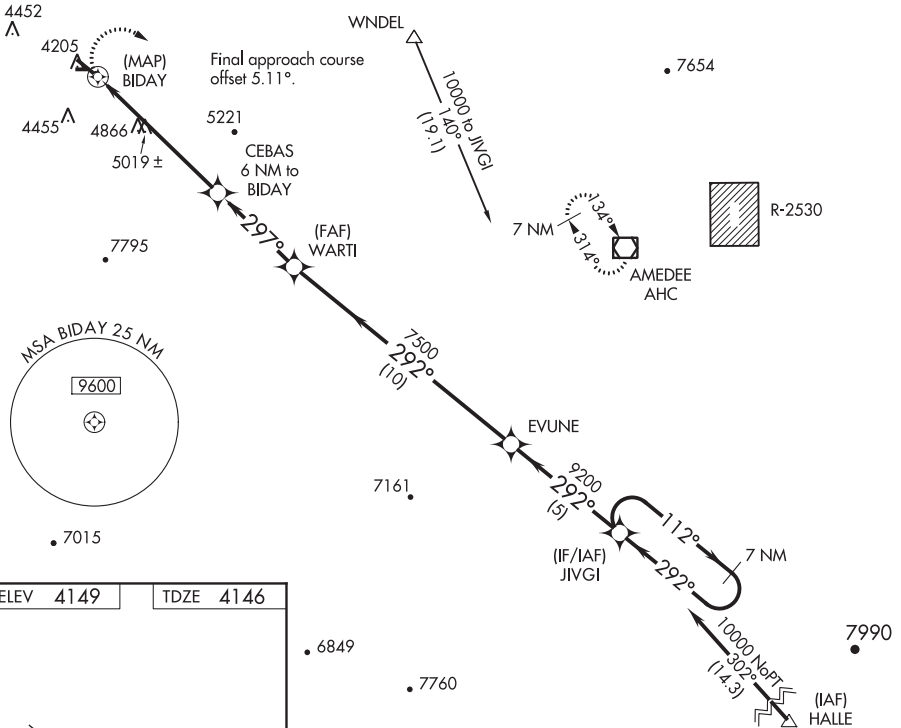 4452
4205
(MAP)
BIDAY
Final approach course
offset 5.11°.
WNDEL
7654
10000 to JIVGI
140°
(19.1)
4455
4866
5019 ±
5221
CEBAS
6 NM to
BIDAY
R-2530
7 NM
134°
314°
AMEDEE
AHC
297°
(FAF)
WARTI
7795
MSA BIDAY 25 NM
9600
7500
292°
(10)
EVUNE
9200
292°
(5)
7161
(IF/IAF)
JIVGI
112°
7 NM
292°
7015
ELEV 4149
TDZE 4146
6849
7760
10000 NoPT
302°
(14.3)
7990
(IAF)
HALLE